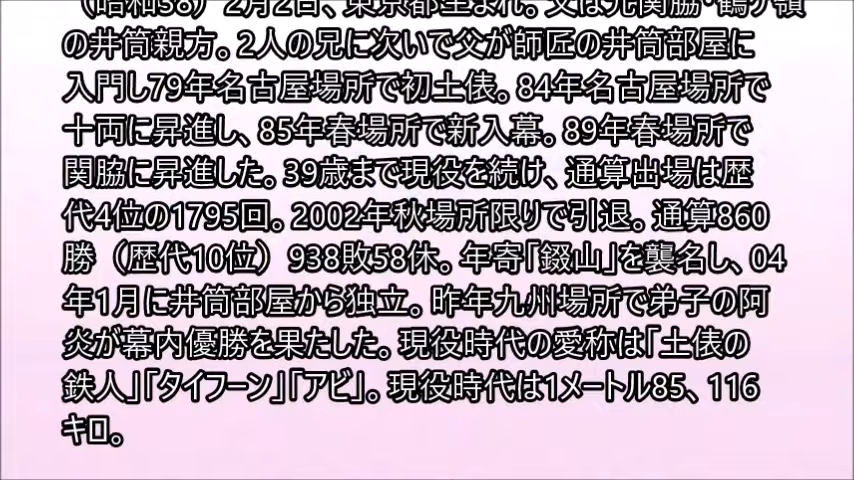 （昭和38）2月2日、東京都生まれ。父は元関脇・鶴ケ嶺
の井筒親方。2人の兄に次いで父が師匠の井筒部屋に
入門し79年名古屋場所で初土俵。84年名古屋場所で
十両に昇進し、85年春場所で新入幕。89年春場所で
関脇に昇進した。39歳まで現役を続け、通算出場は歴
代4位の1795回。2002年秋場所限りで引退。通算860
勝（歴代10位）938敗58休。年寄「錣山」を襲名し、04
年1月に井筒部屋から独立。昨年九州場所で弟子の阿
炎が幕内優勝を果たした。現役時代の愛称は「土俵の
鉄人」「タイフーン」「アビ」。現役時代は1メートル85、116
キロ。